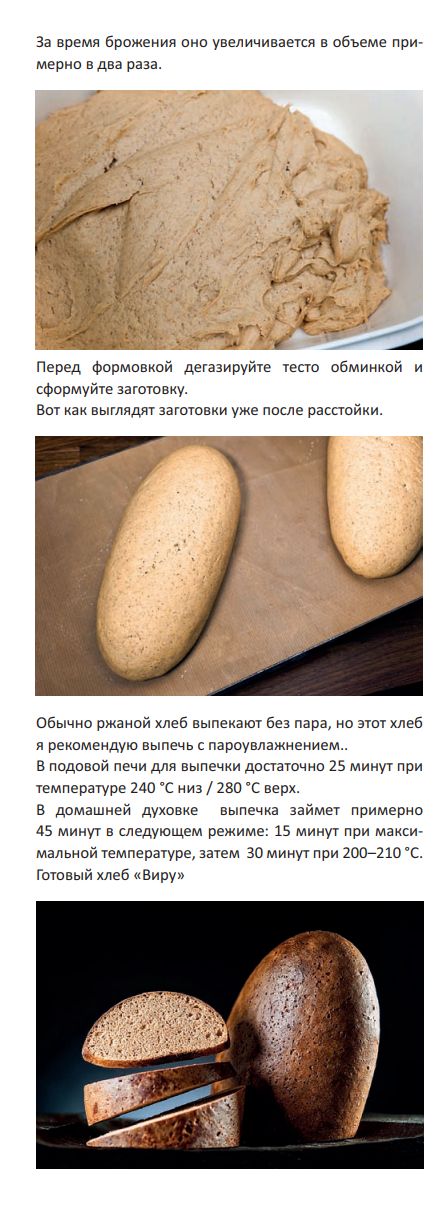 За время брожения оно увеличивается в объеме при-
мерно в два раза.
Перед формовкой дегазируйте тесто обминкой и
сформуйте заготовку.
Вот как выглядят заготовки уже после расстойки.
Обычно ржаной хлеб выпекают без пара, но этот хлеб
я рекомендую выпечь с пароувлажнением..
В подовой печи для выпечки достаточно 25 минут при
температуре 240 °С низ / 280 °С верх.
В домашней духовке выпечка займет примерно
45 минут в следующем режиме: 15 минут при макси-
мальной температуре, затем 30 минут при 200–210 °С.
Готовый хлеб «Виру»